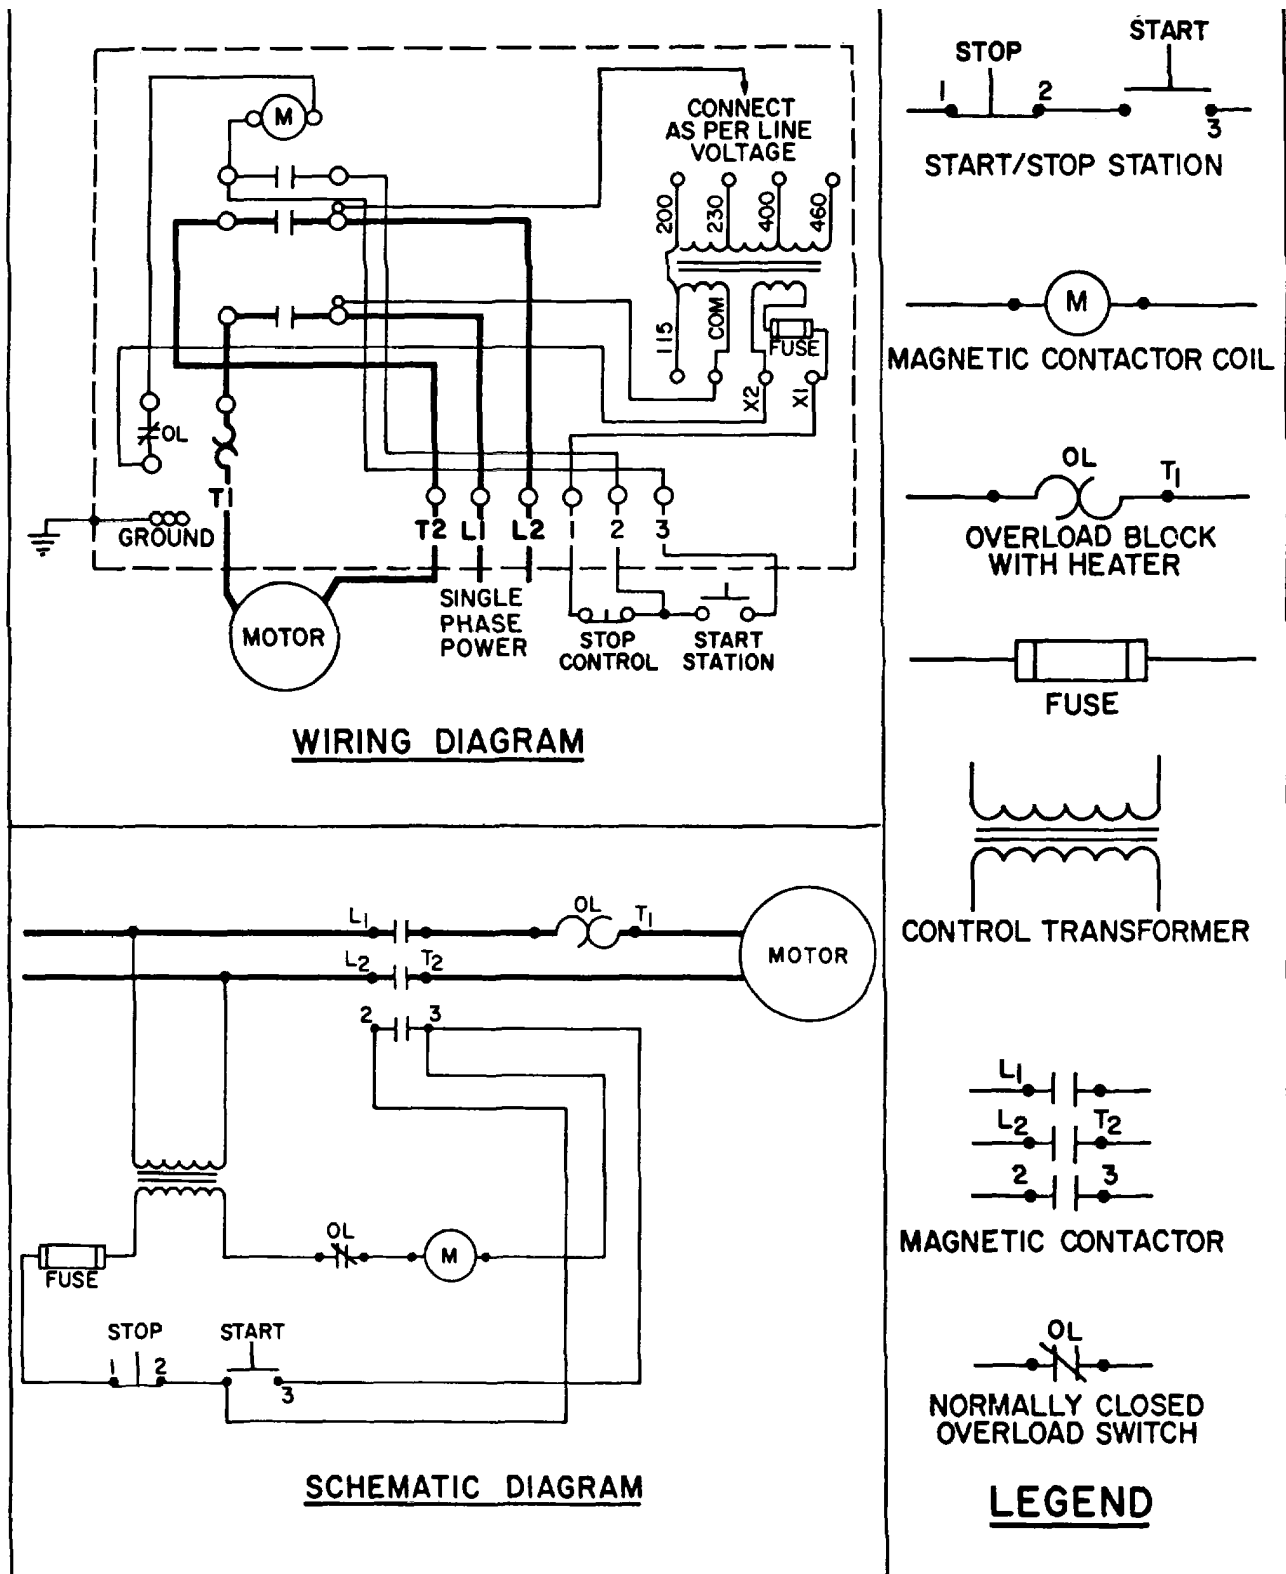 M
CONNECT
AS PER LINE
VOLTAGE
200
230
400
460
115
COM
FUSE
X2
X1
OL
T1
GROUND
T2
L1
L2
1
2
3
MOTOR
SINGLE
PHASE
POWER
STOP
CONTROL
START
STATION
WIRING DIAGRAM
L1
OL
T1
L2
T2
MOTOR
2
3
OL
M
FUSE
STOP
START
1
2
3
SCHEMATIC DIAGRAM
START
STOP
1
2
3
START/STOP STATION
M
MAGNETIC CONTACTOR COIL
OL
T1
OVERLOAD BLOCK
WITH HEATER
FUSE
CONTROL TRANSFORMER
L1
L2
T2
2
3
MAGNETIC CONTACTOR
OL
NORMALLY CLOSED
OVERLOAD SWITCH
LEGEND